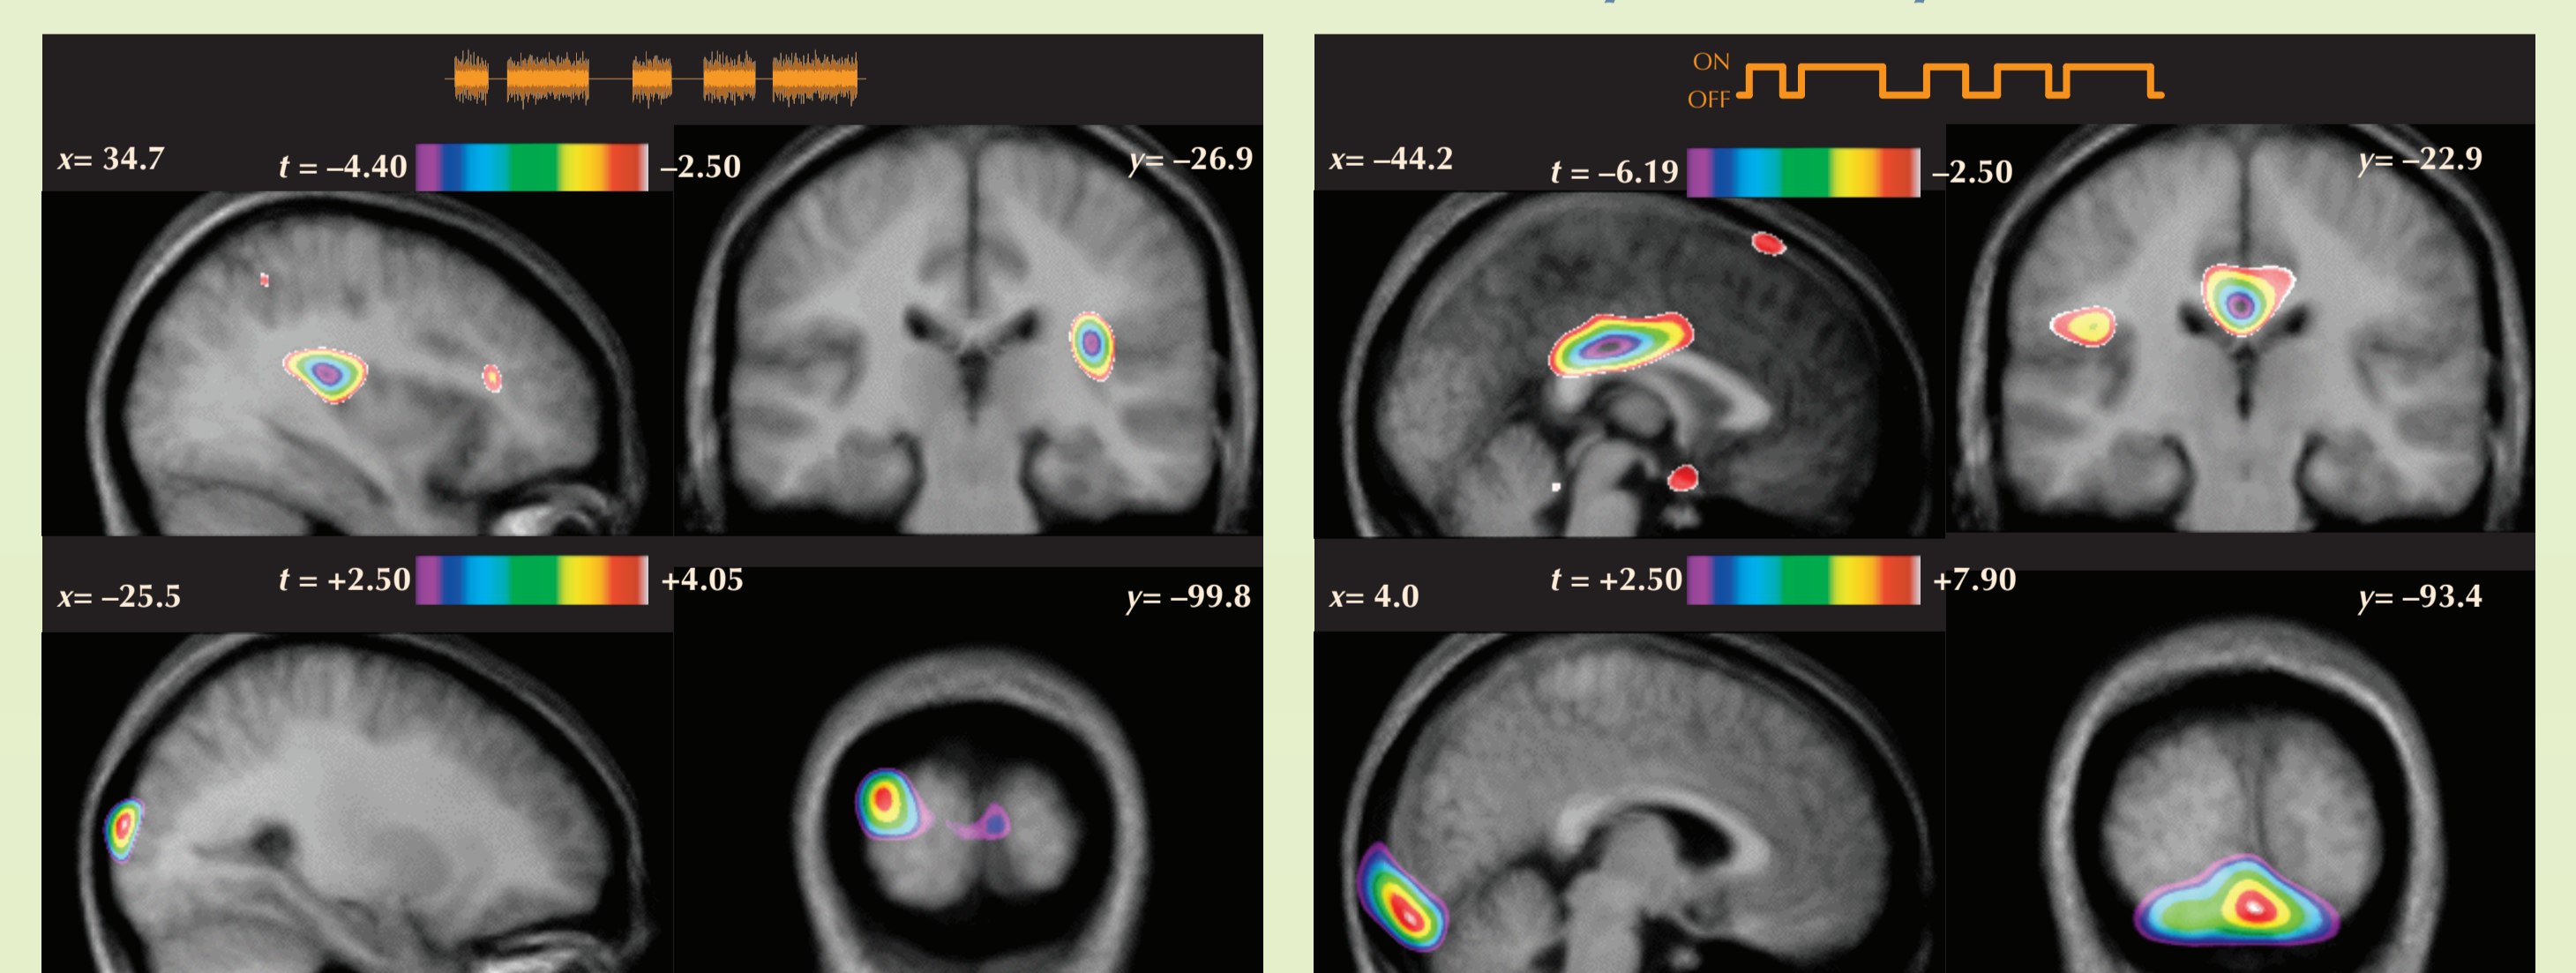 x= 34.7
t = –4.40
–2.50
y= –26.9
x= –25.5
t = +2.50
+4.05
y= –99.8
ON
OFF
x= –44.2
t = –6.19
–2.50
y= –22.9
x= 4.0
t = +2.50
+7.90
y= –93.4